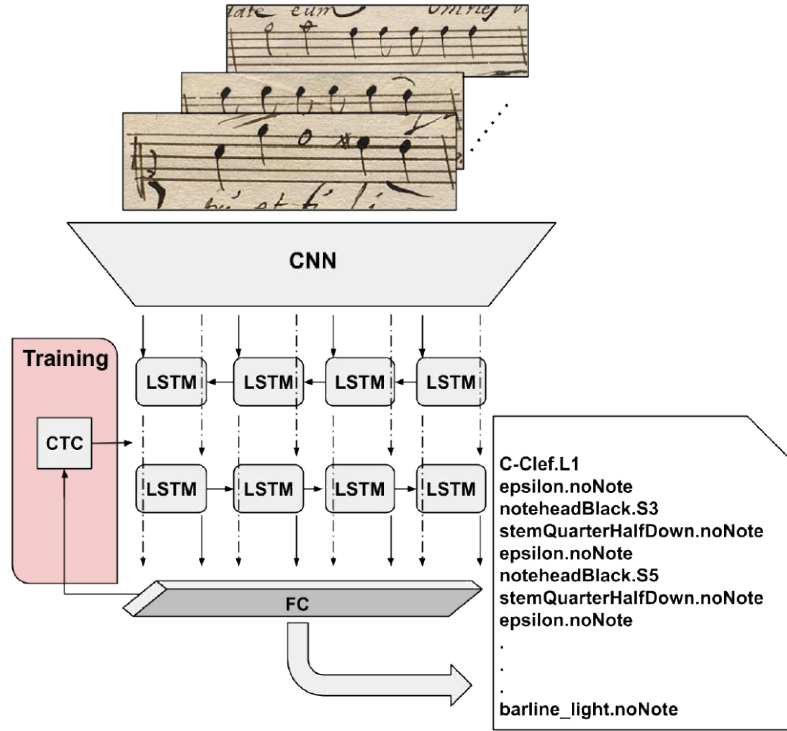 eum
CNN
Training
LSTM LSTM LSTM LSTM
CTC
LSTM LSTM LSTM LSTM
FC
C-Clef.L1
epsilon.noNote
noteheadBlack.S3
stemQuarterHalfDown.noNote
epsilon.noNote
noteheadBlack.S5
stemQuarterHalfDown.noNote
epsilon.noNote
.
.
.
barline_light.noNote